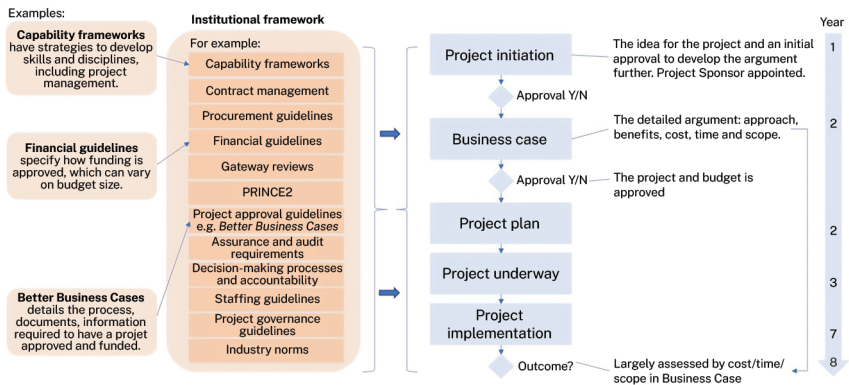 Examples:
Capability frameworks
have strategies to develop
skills and disciplines,
including project
management.
Financial guidelines
specify how funding is
approved, which can vary
on budget size.
Better Business Cases
details the process,
documents, information
required to have a projet
approved and funded.
Institutional framework
For example:
Capability frameworks
Contract management
Procurement guidelines
Financial guidelines
Gateway reviews
PRINCE2
Project approval guidelines
e.g. Better Business Cases
Assurance and audit
requirements
Decision-making processes
and accountability
Staffing guidelines
Project governance
guidelines
Industry norms
Project initiation
Approval Y/N
Business case
Approval Y/N
Project plan
Project underway
Project
implementation
Outcome?
The idea for the project and an initial
approval to develop the argument
further. Project Sponsor appointed.
The detailed argument: approach,
benefits, cost, time and scope.
The project and budget is
approved
Largely assessed by cost/time/
scope in Business Case
Year
1
2
2
3
7
8